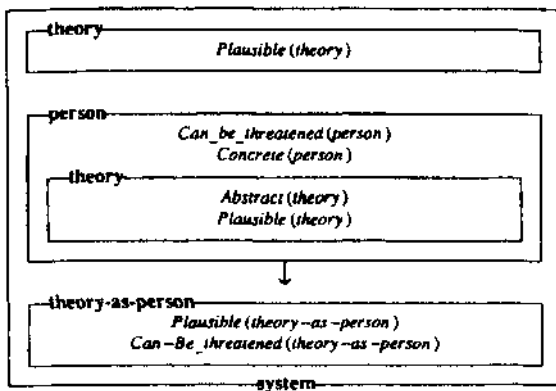 theory
Plausible (theory)
person
Can_be_threatened (person)
Concrete (person)
theory
Abstract (theory)
Plausible (theory)
theory-as-person
Plausible (theory-as-person)
Can-Be_threatened (theory-as-person)
system